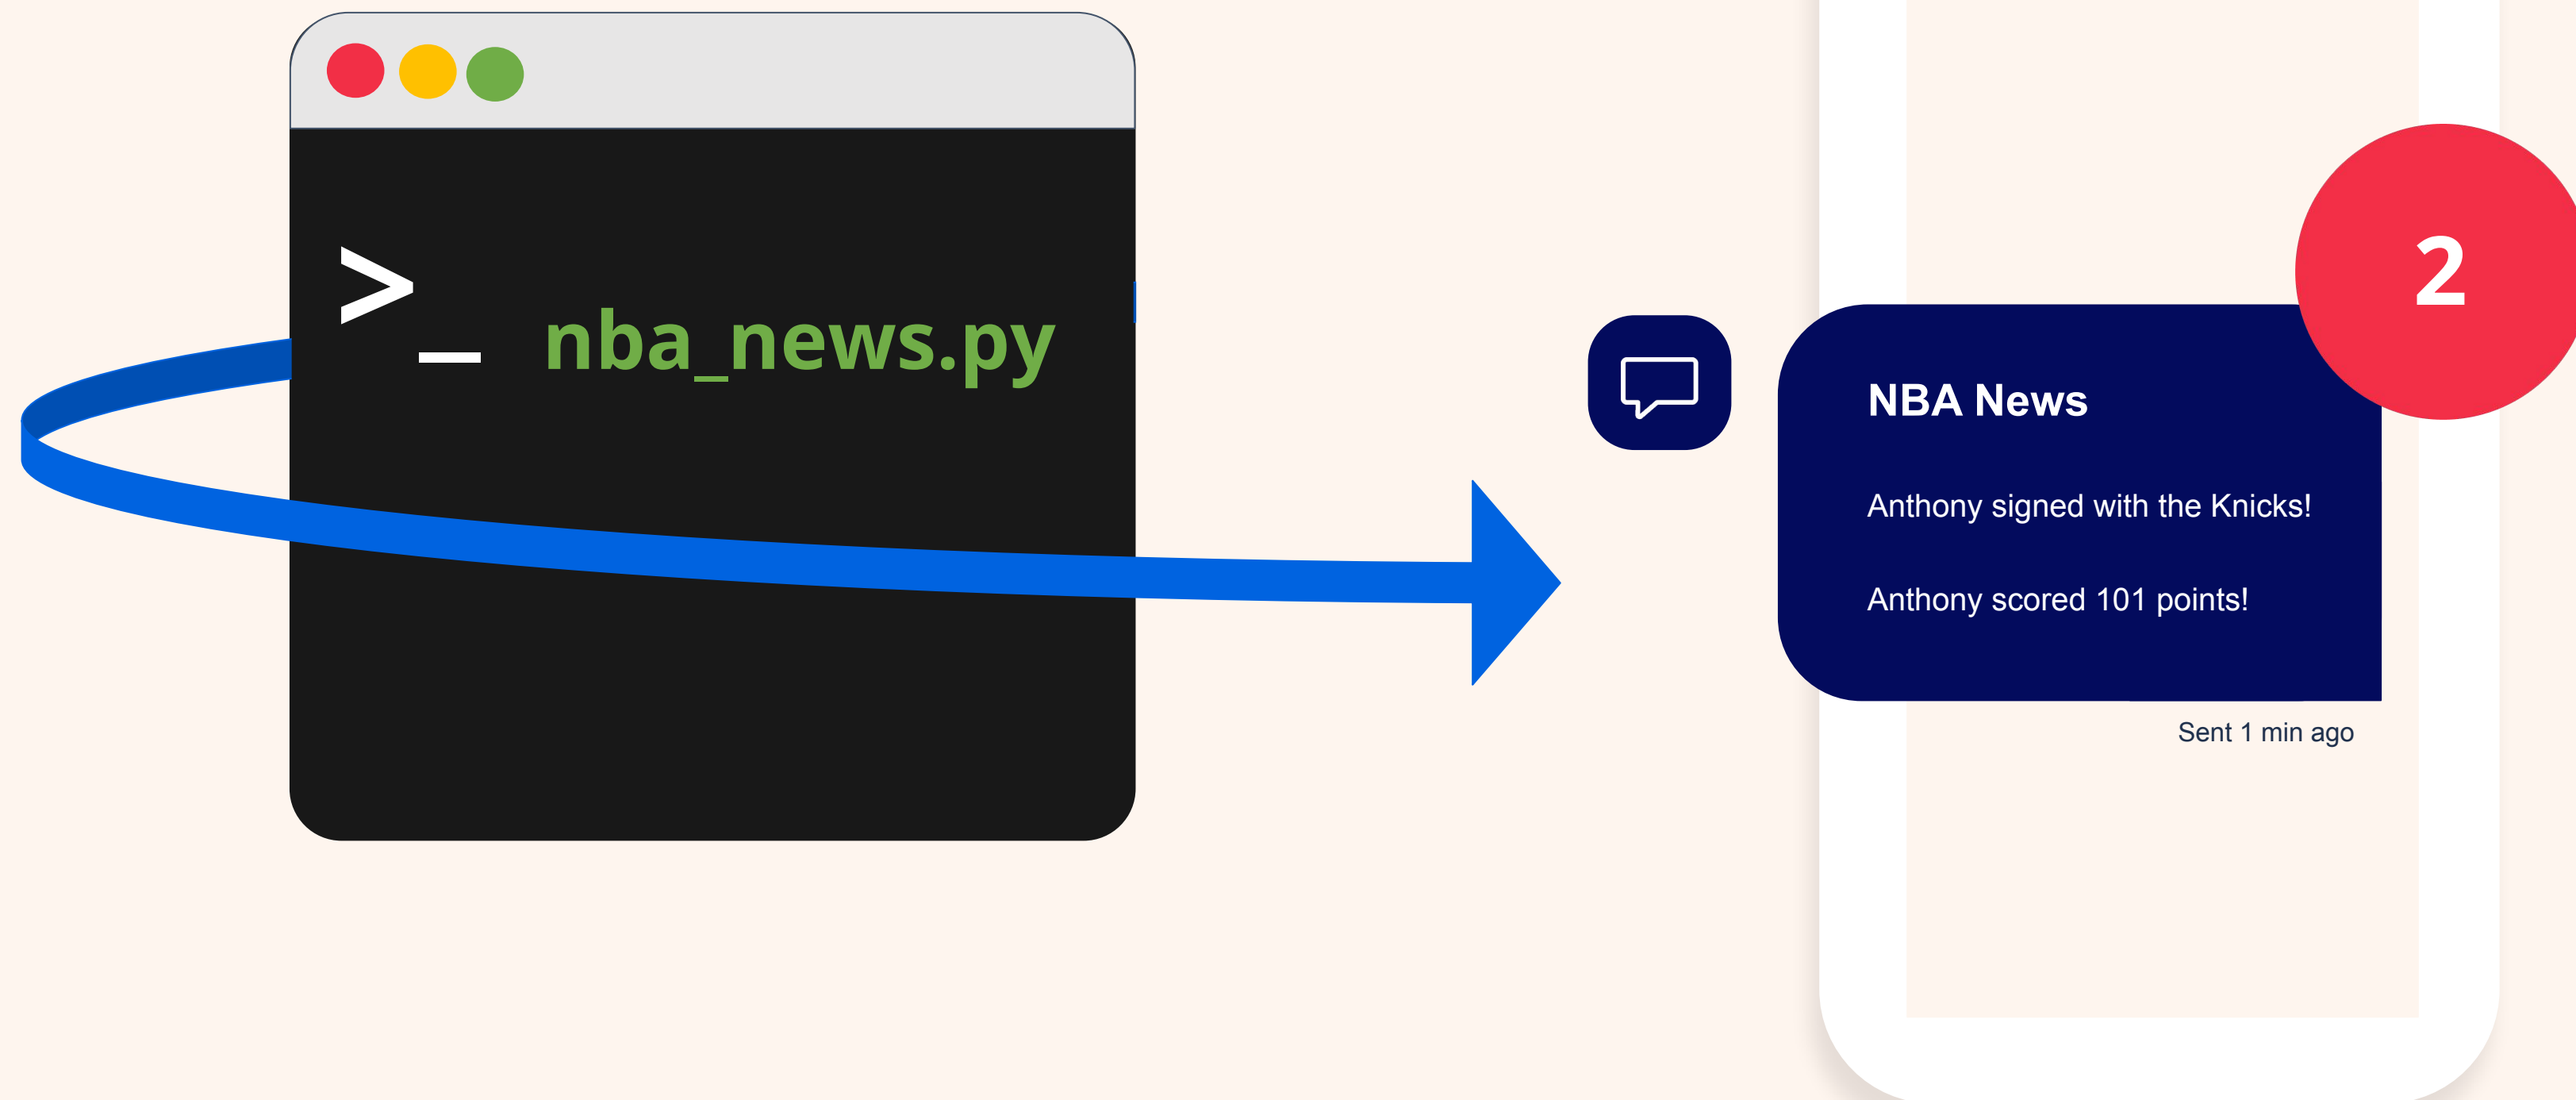 >_ nba_news.py
2
NBA News
Anthony signed with the Knicks!
Anthony scored 101 points!
Sent 1 min ago